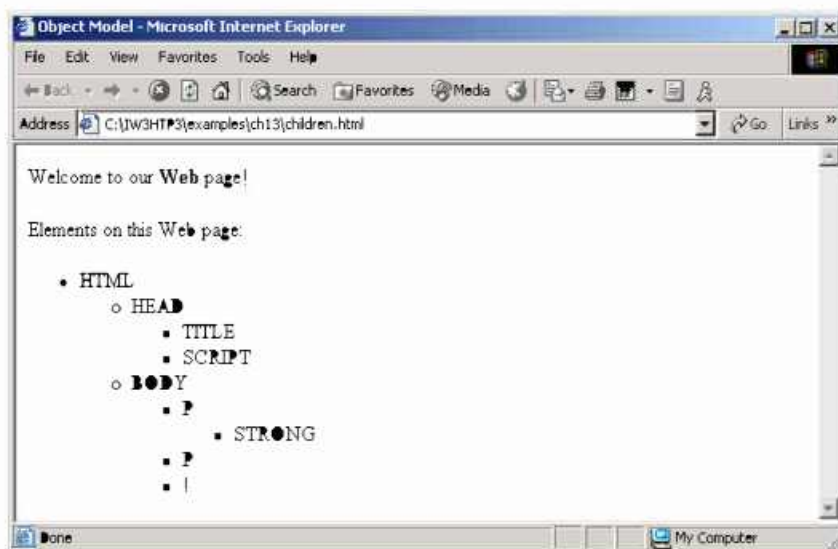 Object Model - Microsoft Internet Explorer
File Edit View Favorites Tools Help
Back Search Favorites Media
Address C:\IW3HTP3\examples\ch13\children.html Go Links »
Welcome to our Web page!
Elements on this Web page:
• HTML
o HEAD
▪ TITLE
▪ SCRIPT
o BODY
▪ P
▪ STRONG
▪ P
▪ !
Done My Computer